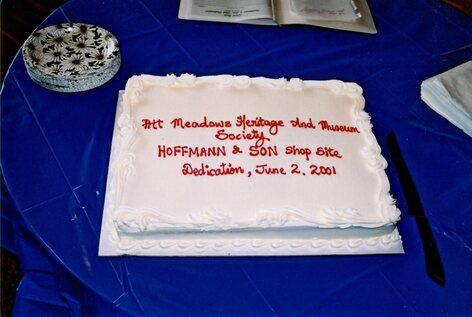 Pitt Meadows Heritage And Museum
Society
HOFFMANN & SON Shop Site
Dedication, June 2, 2001